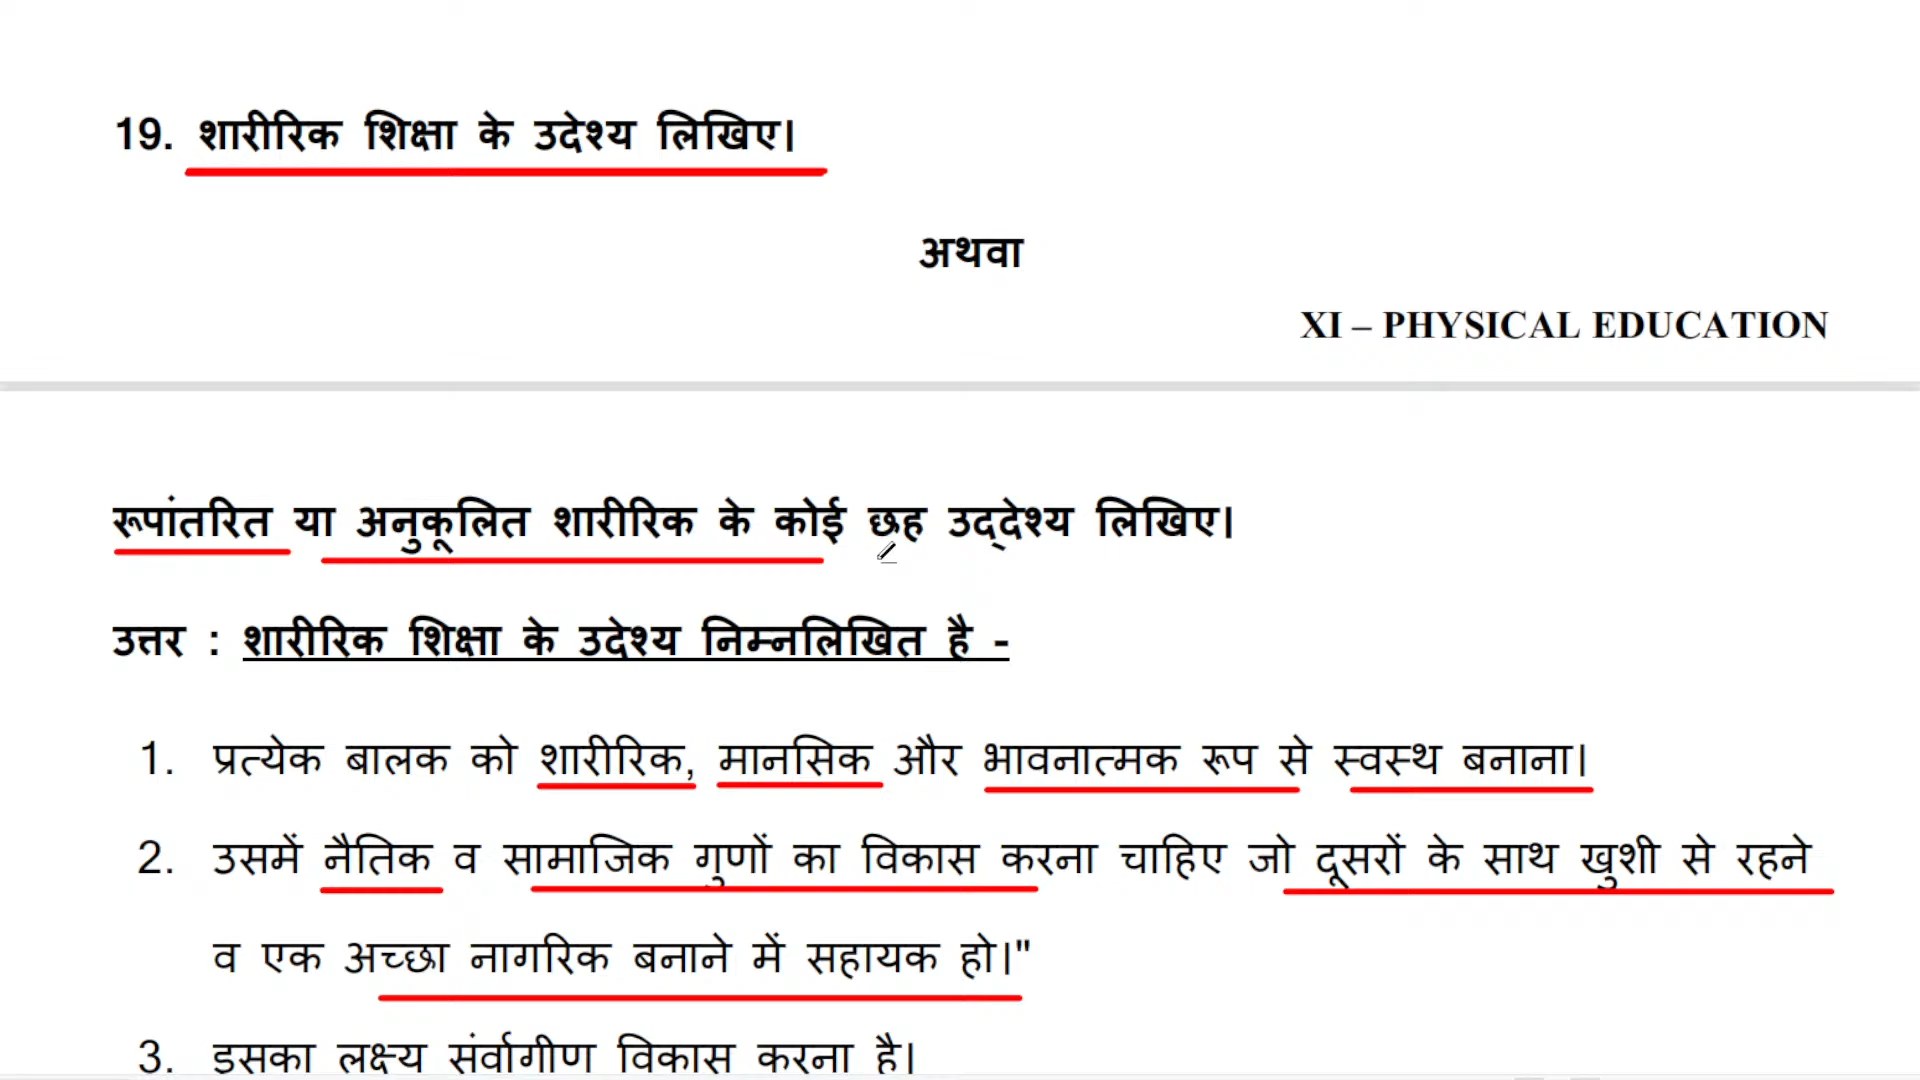 19. शारीरिक शिक्षा के उदेश्य लिखिए।
अथवा
XI – PHYSICAL EDUCATION
रूपांतरित या अनुकूलित शारीरिक के कोई छह उद्देश्य लिखिए।
उत्तर : शारीरिक शिक्षा के उदेश्य निम्नलिखित है -
1. प्रत्येक बालक को शारीरिक, मानसिक और भावनात्मक रूप से स्वस्थ बनाना।
2. उसमें नैतिक व सामाजिक गुणों का विकास करना चाहिए जो दूसरों के साथ खुशी से रहने
व एक अच्छा नागरिक बनाने में सहायक हो।"
3. इसका लक्ष्य संर्वागीण विकास करना है।